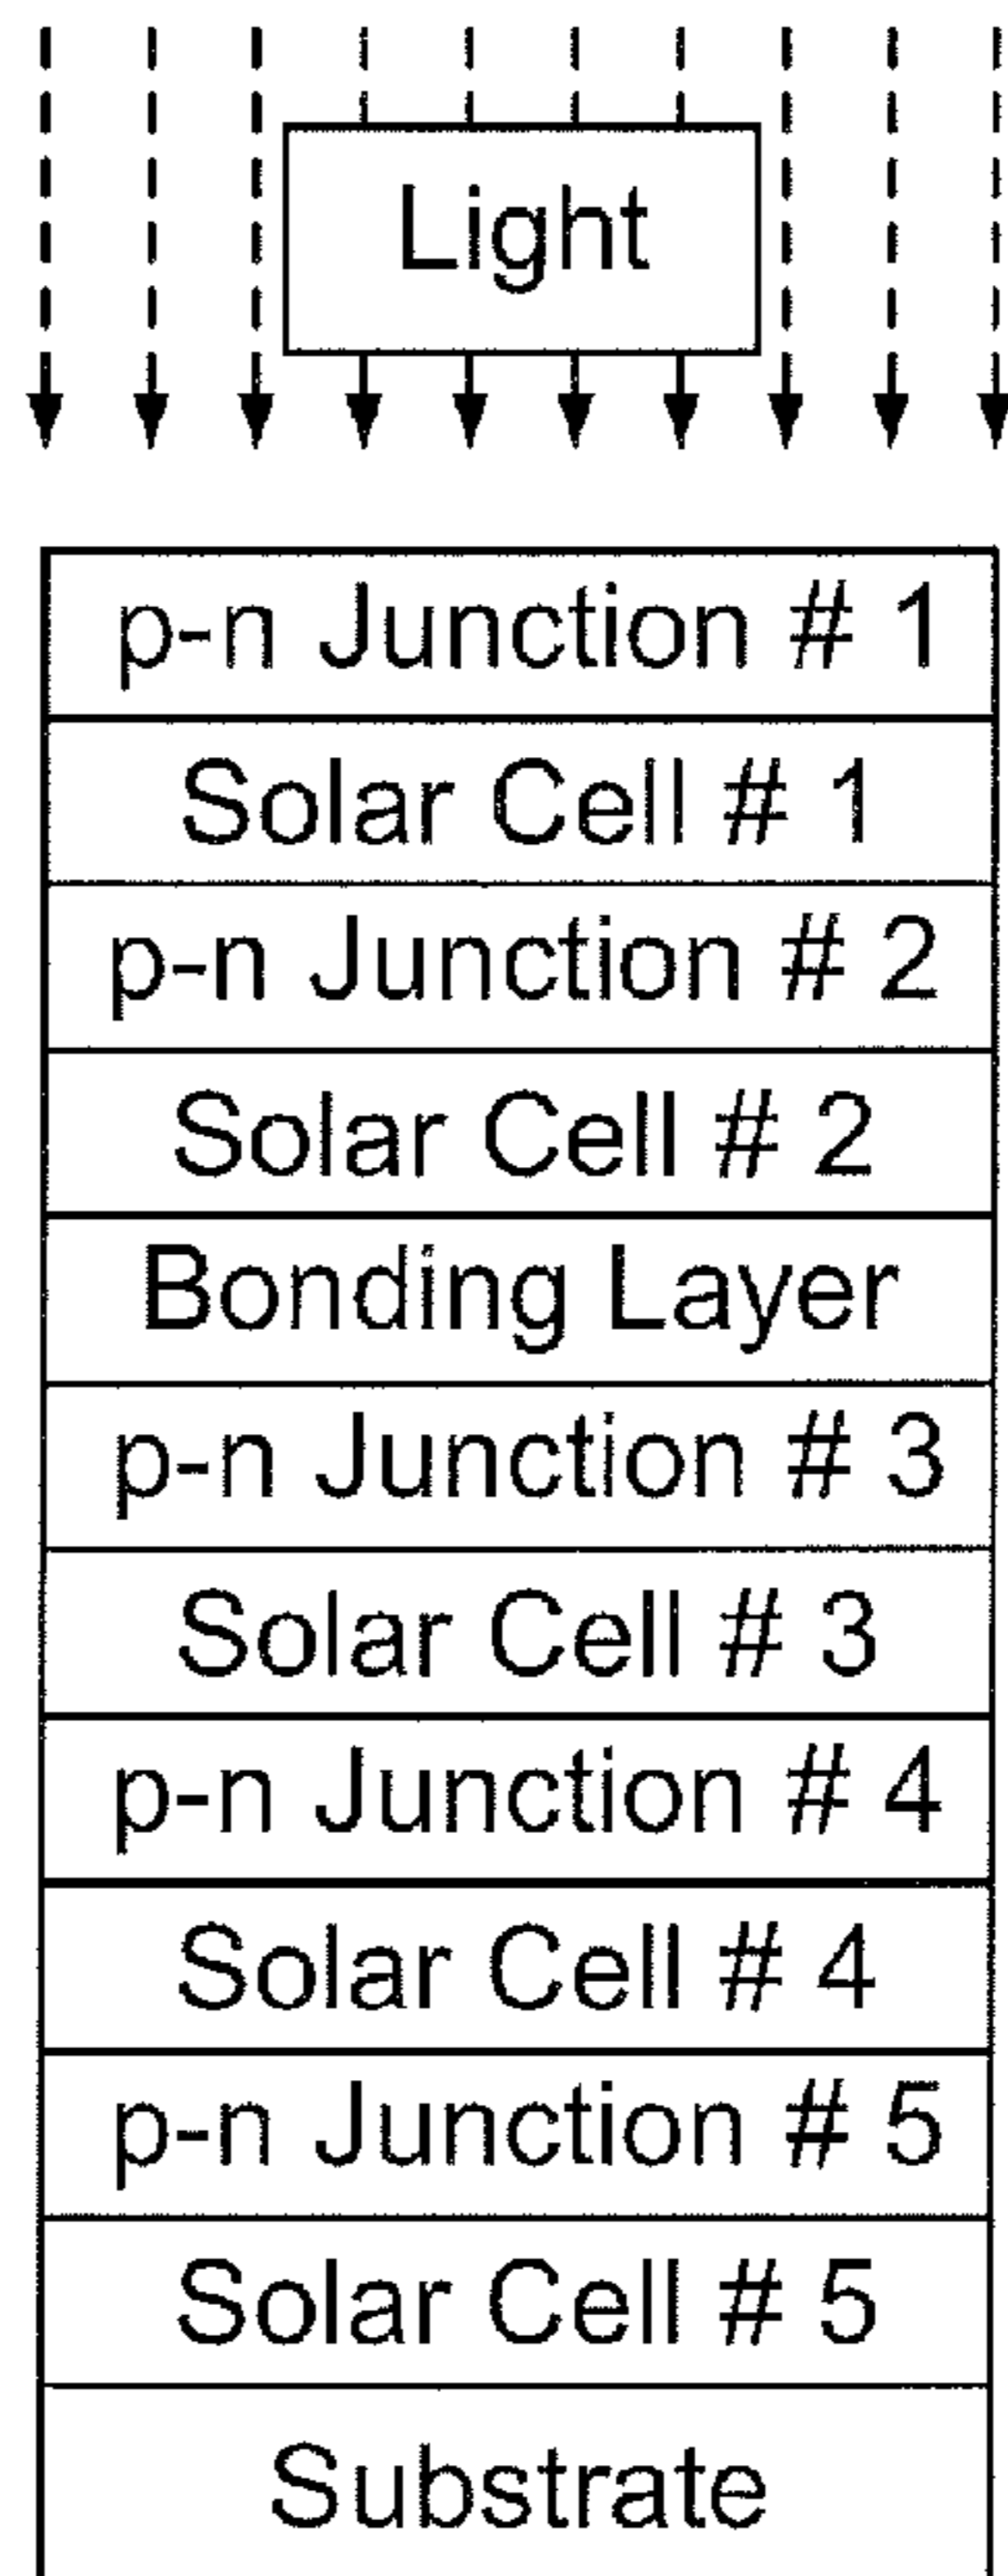 Light
p-n Junction # 1
Solar Cell # 1
p-n Junction # 2
Solar Cell # 2
Bonding Layer
p-n Junction # 3
Solar Cell # 3
p-n Junction # 4
Solar Cell # 4
p-n Junction # 5
Solar Cell # 5
Substrate